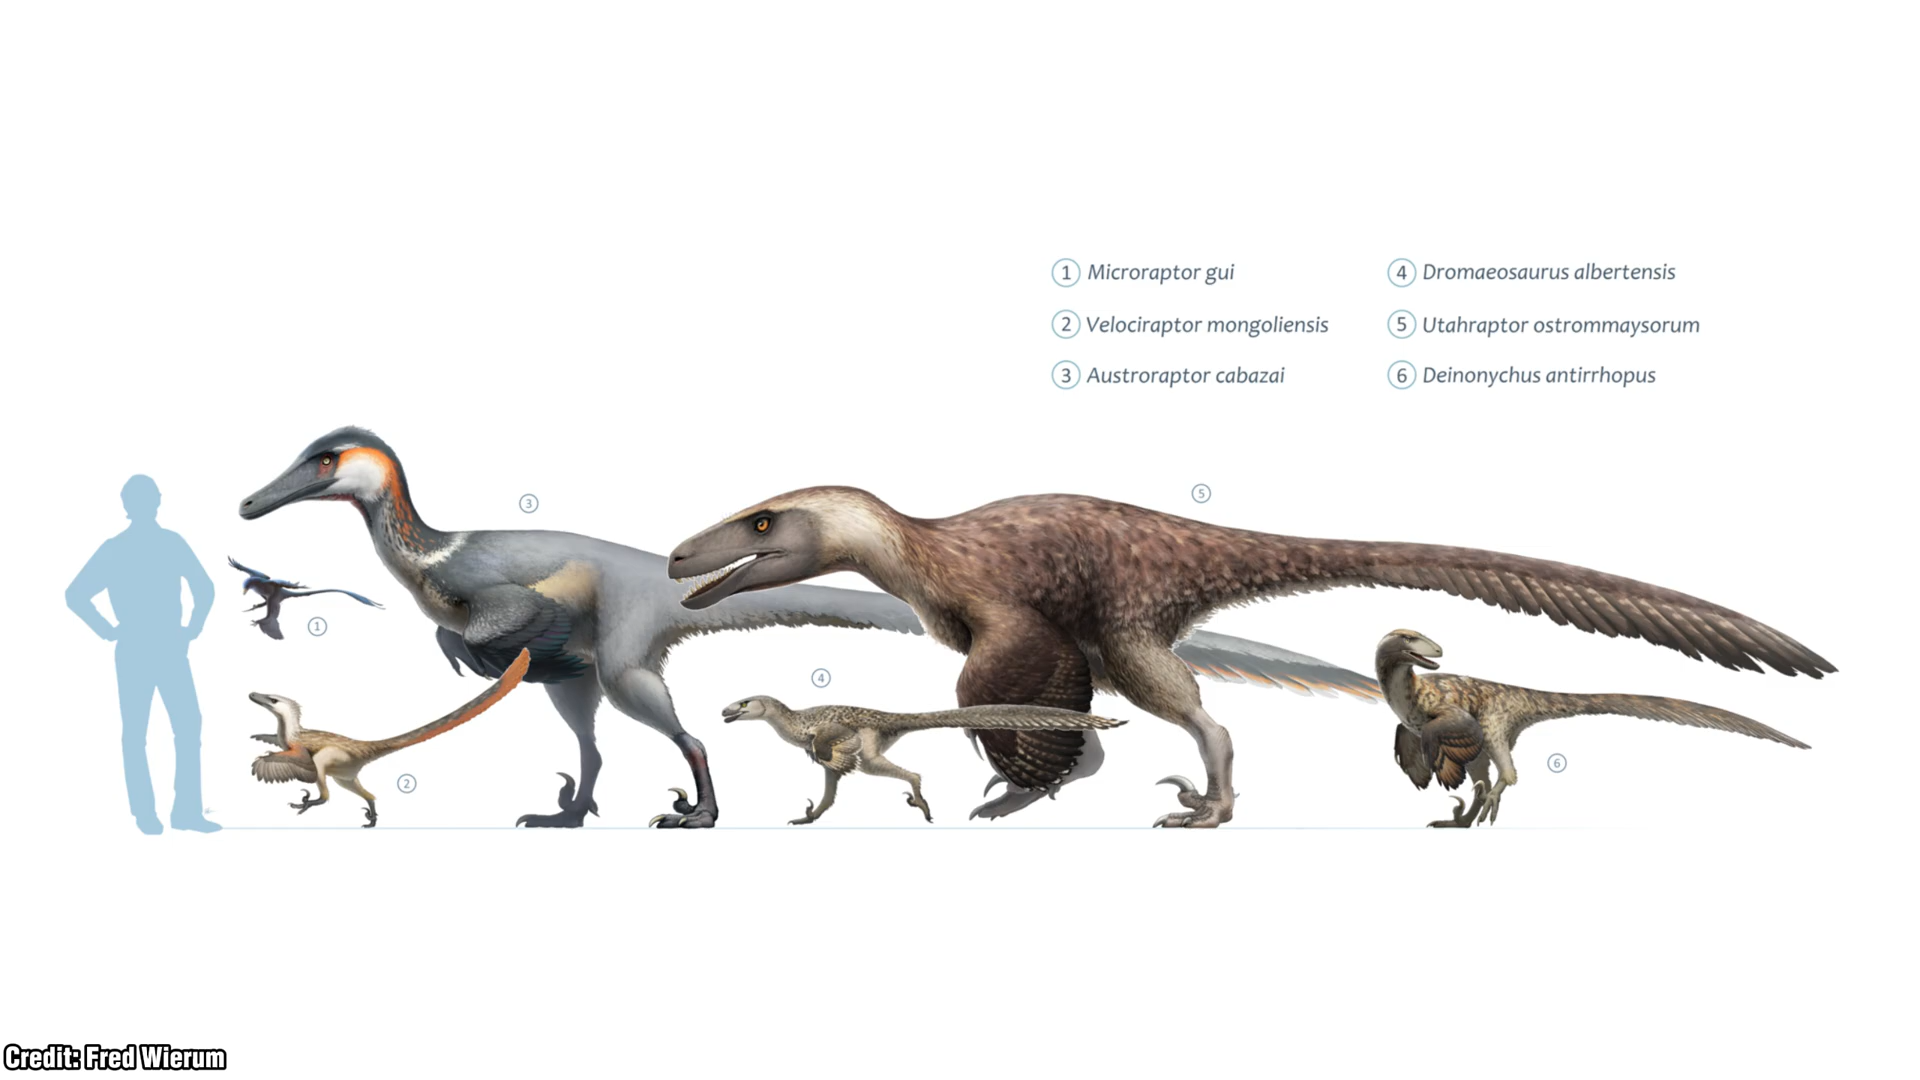 ① Microraptor gui
② Velociraptor mongoliensis
③ Austroraptor cabazai
④ Dromaeosaurus albertensis
⑤ Utahraptor ostrommaysorum
⑥ Deinonychus antirrhopus
③
⑤
①
④
②
⑥
Credit: Fred Wierum